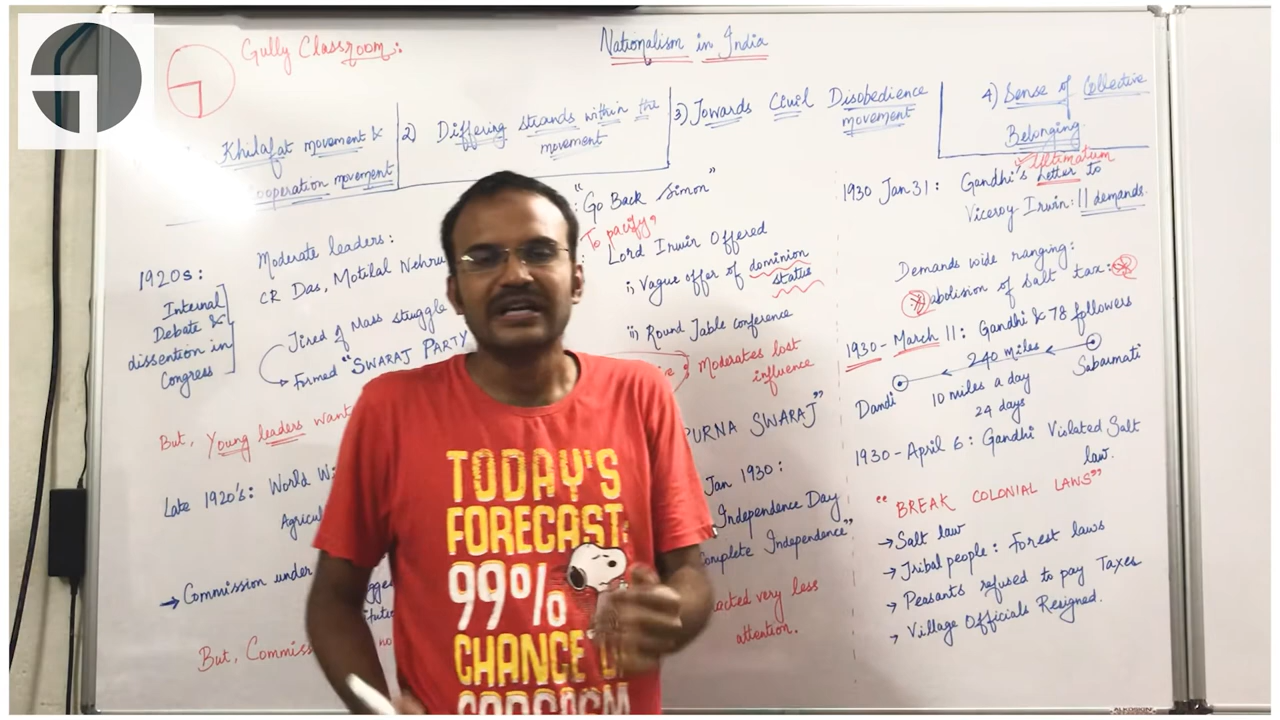 Gully Classroom:
Nationalism in India
Khilafat movement &
cooperation movement
2) Differing strands within the
movement
3) Towards Civil Disobedience
movement
4) Sense of Collective
Belonging
1920s:
Internal
Debate &
dissention in
Congress
Moderate leaders:
CR Das, Motilal Nehru
Tired of Mass struggle
Formed "SWARAJ PARTY
But, Young leaders want
Late 1920's: World W
Agricul
→ Commission under
But, Commiss no
: "Go Back Simon"
To pacify,
: Lord Irwin Offered
i) Vague offer of dominion
status
ii) Round Table conference
Moderates lost
influence
PURNA SWARAJ"
Jan 1930:
Independence Day
Complete Independence"
acted very less
attention.
1930 Jan 31: Gandhi's Letter to
Ultimatum
Viceroy Irwin: 11 demands.
Demands wide ranging:
abolision of salt tax:
1930 - March 11: Gandhi & 78 followers
240 miles
Sabarmati
Dandi
10 miles a day
24 days
1930 - April 6: Gandhi Violated Salt
law.
"BREAK COLONIAL LAWS"
→ Salt law
→ Tribal people: Forest laws
→ Peasants refused to pay Taxes
→ Village Officials Resigned.
TODAY'S
FORECAST:
99%
CHANCE
SARCASM